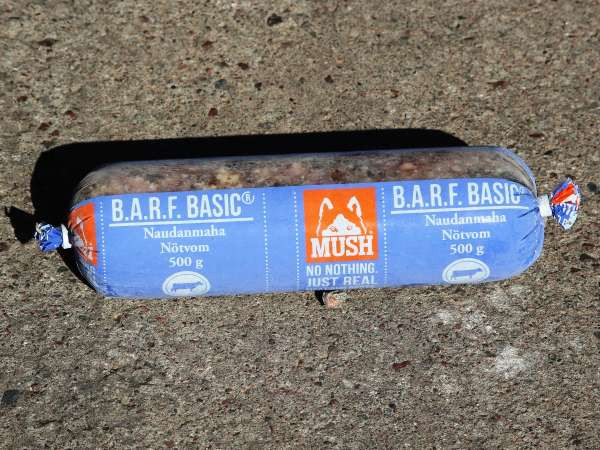 B.A.R.F. BASIC®
Naudanmaha
Nötvom
500 g
MUSH
NO NOTHING.
JUST REAL
B.A.R.F. BASIC®
Naudanmaha
Nötvom
500 g